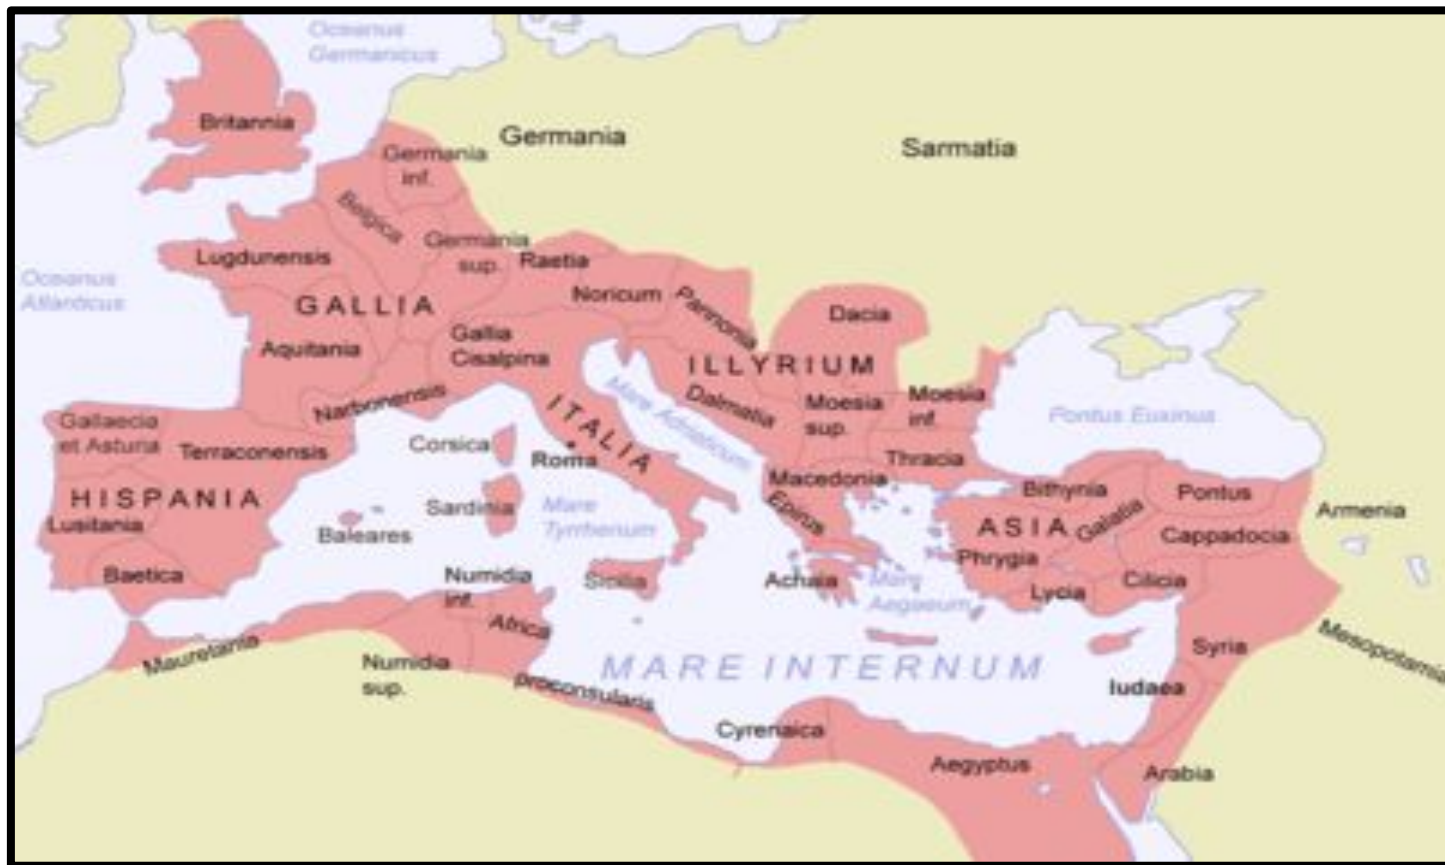 Oceanus
Germanicus
Britannia
Germania
Sarmatia
Germania
inf.
Belgica
Germania
sup.
Lugdunensis
Raetia
Oceanus
Atlanticus
Noricum
Pannonia
GALLIA
Dacia
Gallia
Cisalpina
Aquitania
ILLYRIUM
Narbonensis
Mare Adriaticum
Dalmatia
Moesia
sup.
Moesia
inf.
Pontus Euxinus
Gallaecia
et Asturia
Terraconensis
Corsica
ITALIA
Roma
Thracia
Macedonia
Bithynia
Pontus
HISPANIA
Sardinia
Mare
Tyrrhenum
Epirus
ASIA
Galatia
Armenia
Lusitania
Baleares
Cappadocia
Phrygia
Baetica
Numidia
inf.
Sicilia
Achaia
Mare
Aegaeum
Lycia
Cilicia
Africa
Mauretania
Numidia
sup.
proconsularis
MARE INTERNUM
Syria
Mesopotamia
Iudaea
Cyrenaica
Aegyptus
Arabia